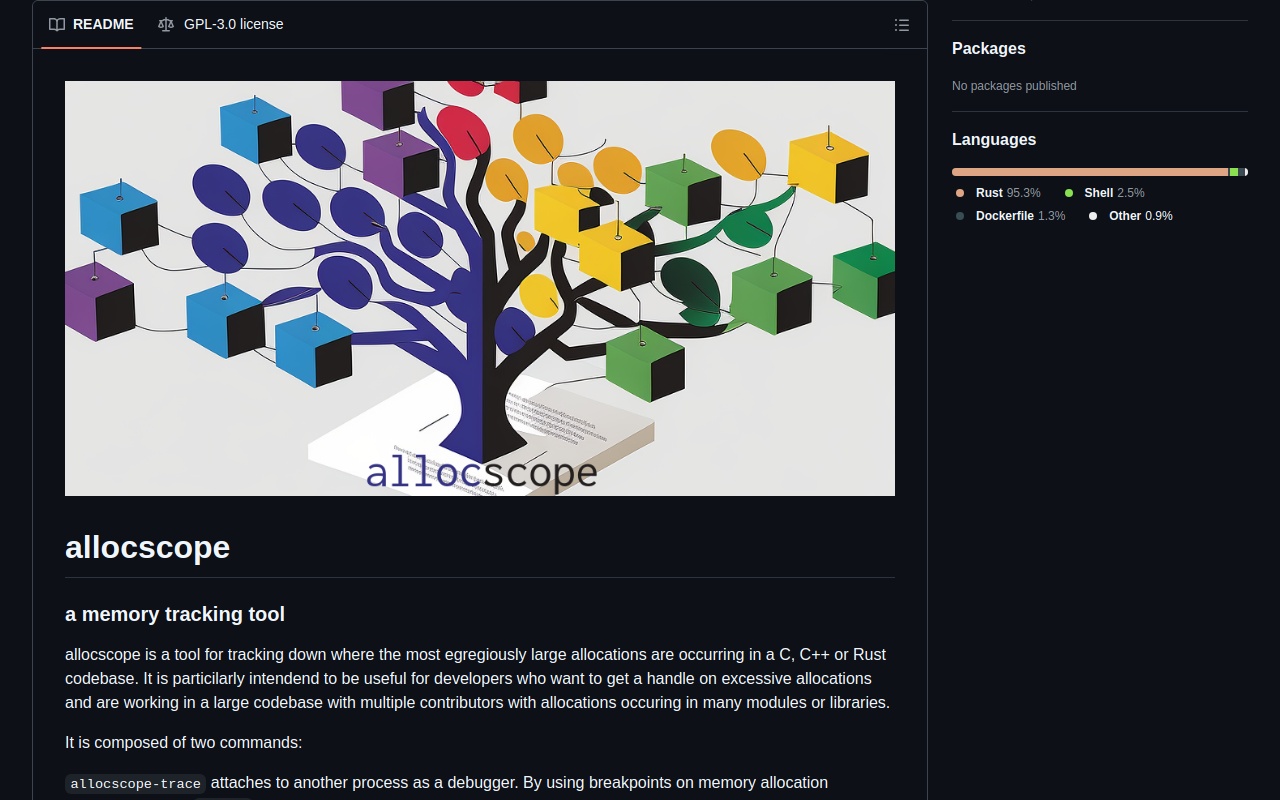 README
GPL-3.0 license
allocscope
allocscope
a memory tracking tool
allocscope is a tool for tracking down where the most egregiously large allocations are occurring in a C, C++ or Rust
codebase. It is particilarly intendend to be useful for developers who want to get a handle on excessive allocations
and are working in a large codebase with multiple contributors with allocations occuring in many modules or libraries.
It is composed of two commands:
allocscope-trace attaches to another process as a debugger. By using breakpoints on memory allocation
Packages
No packages published
Languages
Rust 95.3%
Shell 2.5%
Dockerfile 1.3%
Other 0.9%